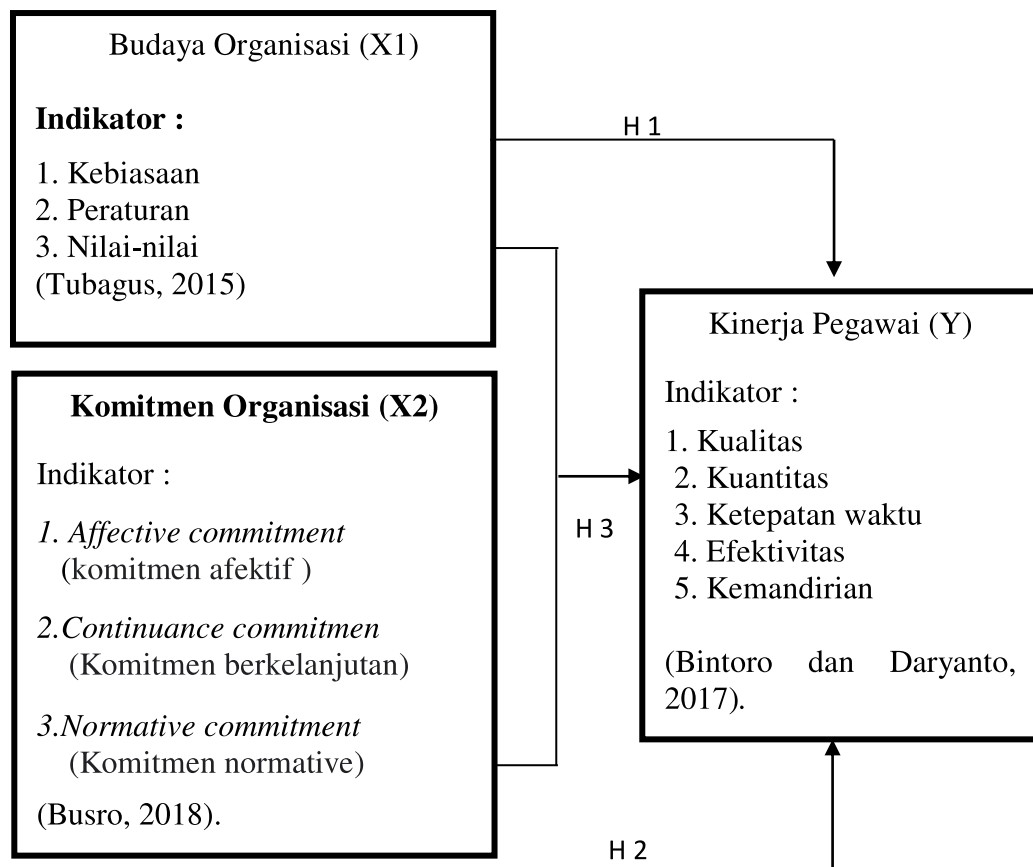 Budaya Organisasi (X1)
Indikator :
1. Kebiasaan
2. Peraturan
3. Nilai-nilai
(Tubagus, 2015)
H 1
Komitmen Organisasi (X2)
Indikator :
1. Affective commitment
(komitmen afektif )
2.Continuance commitmen
(Komitmen berkelanjutan)
3.Normative commitment
(Komitmen normative)
(Busro, 2018).
H 3
Kinerja Pegawai (Y)
Indikator :
1. Kualitas
2. Kuantitas
3. Ketepatan waktu
4. Efektivitas
5. Kemandirian
(Bintoro dan Daryanto,
2017).
H 2